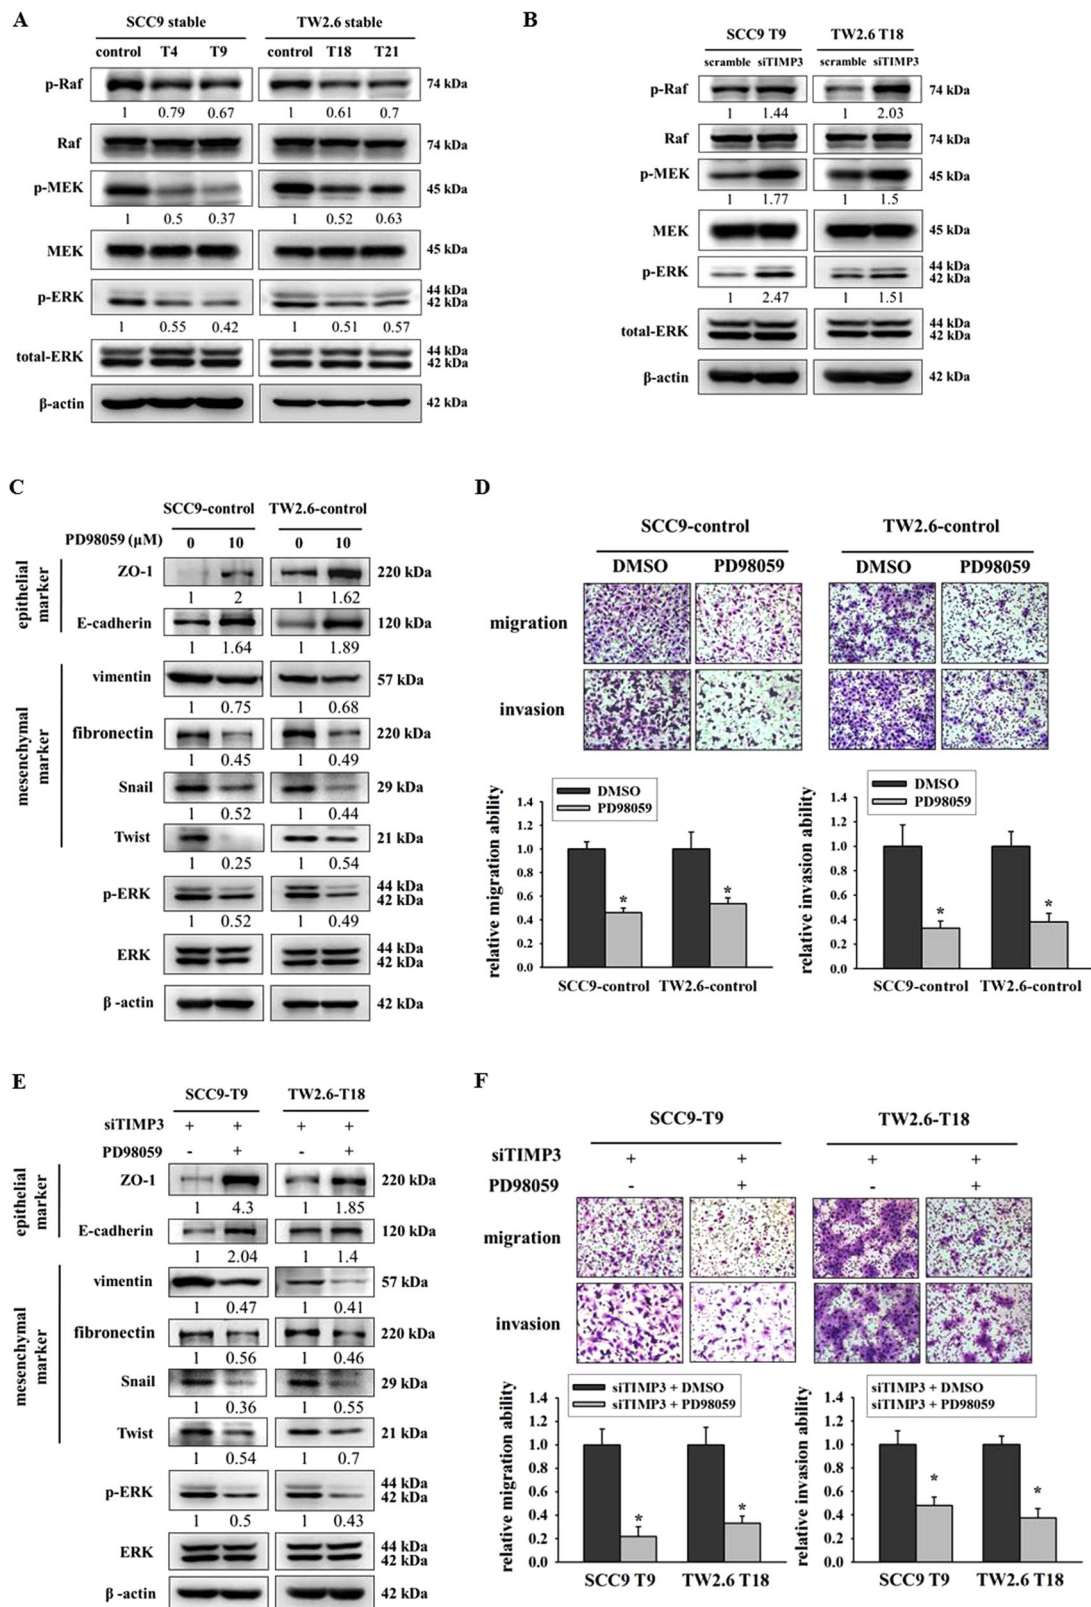 A
SCC9 stable TW2.6 stable
control T4 T9 control T18 T21
p-Raf 74 kDa
1 0.79 0.67 1 0.61 0.7
Raf 74 kDa
p-MEK 45 kDa
1 0.5 0.37 1 0.52 0.63
MEK 45 kDa
p-ERK 44 kDa
42 kDa
1 0.55 0.42 1 0.51 0.57
total-ERK 44 kDa
42 kDa
β-actin 42 kDa
B
SCC9 T9 TW2.6 T18
scramble siTIMP3 scramble siTIMP3
p-Raf 74 kDa
1 1.44 1 2.03
Raf 74 kDa
p-MEK 45 kDa
1 1.77 1 1.5
MEK 45 kDa
p-ERK 44 kDa
42 kDa
1 2.47 1 1.51
total-ERK 44 kDa
42 kDa
β-actin 42 kDa
C
SCC9-control TW2.6-control
PD98059 (μM) 0 10 0 10
epithelial
marker
ZO-1 220 kDa
1 2 1 1.62
E-cadherin 120 kDa
1 1.64 1 1.89
mesenchymal
marker
vimentin 57 kDa
1 0.75 1 0.68
fibronectin 220 kDa
1 0.45 1 0.49
Snail 29 kDa
1 0.52 1 0.44
Twist 21 kDa
1 0.25 1 0.54
p-ERK 44 kDa
42 kDa
1 0.52 1 0.49
ERK 44 kDa
42 kDa
β -actin 42 kDa
D
SCC9-control TW2.6-control
DMSO PD98059 DMSO PD98059
migration
invasion
relative migration ability
1.4
1.2
1.0
0.8
0.6
0.4
0.2
0.0
DMSO
PD98059
* *
SCC9-control TW2.6-control
relative invasion ability
1.4
1.2
1.0
0.8
0.6
0.4
0.2
0.0
DMSO
PD98059
* *
SCC9-control TW2.6-control
E
SCC9-T9 TW2.6-T18
siTIMP3 + + + +
PD98059 - + - +
epithelial
marker
ZO-1 220 kDa
1 4.3 1 1.85
E-cadherin 120 kDa
1 2.04 1 1.4
mesenchymal
marker
vimentin 57 kDa
1 0.47 1 0.41
fibronectin 220 kDa
1 0.56 1 0.46
Snail 29 kDa
1 0.36 1 0.55
Twist 21 kDa
1 0.54 1 0.7
p-ERK 44 kDa
42 kDa
1 0.5 1 0.43
ERK 44 kDa
42 kDa
β -actin 42 kDa
F
SCC9-T9 TW2.6-T18
siTIMP3 + + + +
PD98059 - + - +
migration
invasion
relative migration ability
1.4
1.2
1.0
0.8
0.6
0.4
0.2
0.0
siTIMP3 + DMSO
siTIMP3 + PD98059
* *
SCC9 T9 TW2.6 T18
relative invasion ability
1.4
1.2
1.0
0.8
0.6
0.4
0.2
0.0
siTIMP3 + DMSO
siTIMP3 + PD98059
* *
SCC9 T9 TW2.6 T18